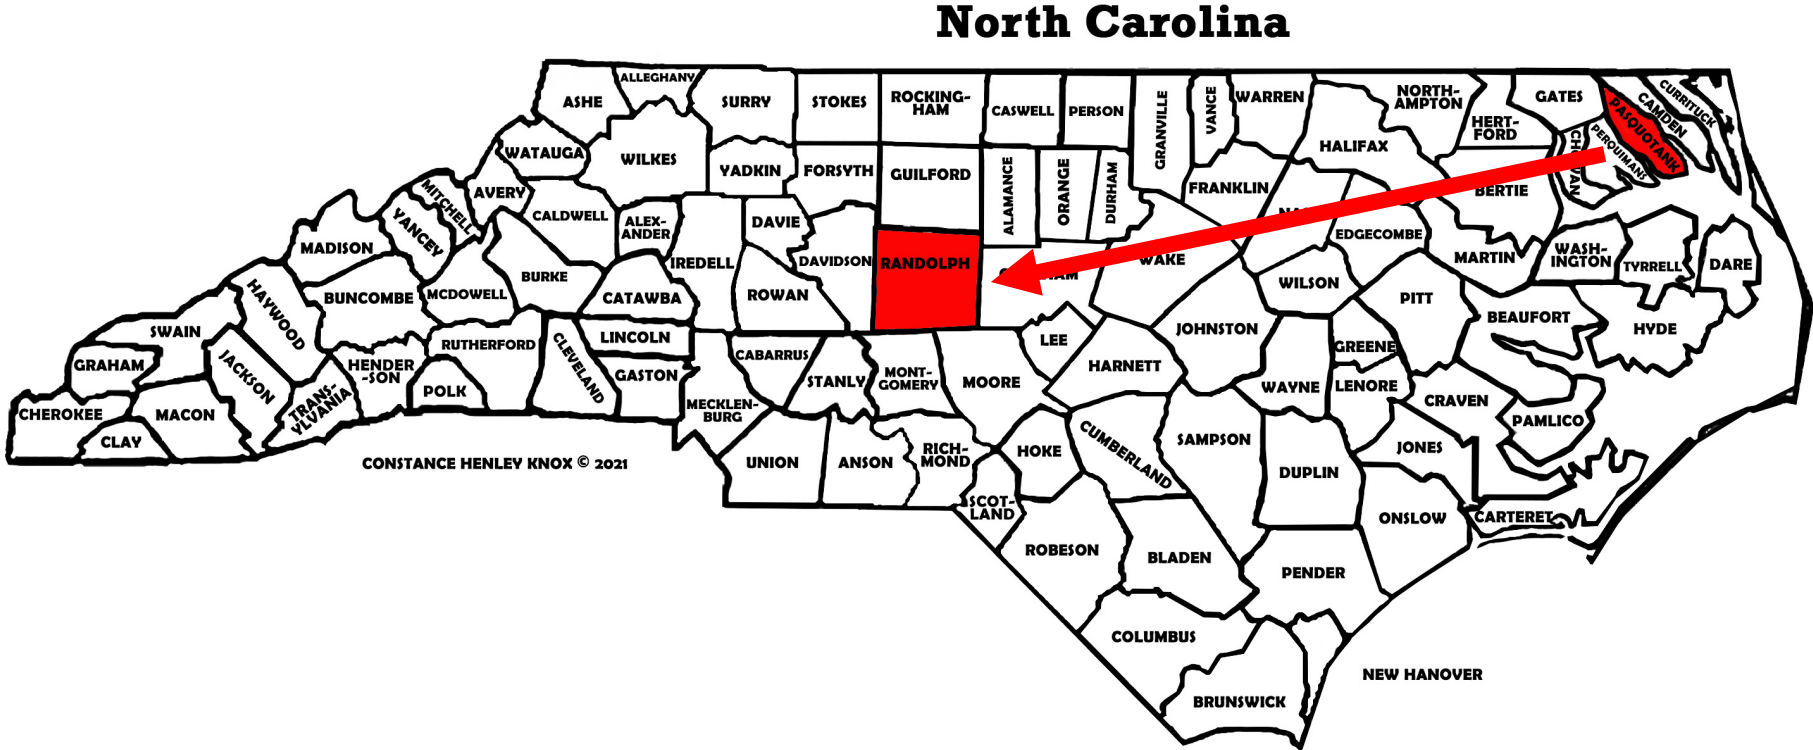 North Carolina
ALLEGHANY
ASHE
SURRY
STOKES
ROCKING-
HAM
CASWELL
PERSON
GRANVILLE
VANCE
WARREN
NORTH-
AMPTON
GATES
CURRITUCK
CAMDEN
PASQUOTANK
HERT-
FORD
PERQUIMANS
HALIFAX
WATAUGA
WILKES
YADKIN
FORSYTH
GUILFORD
ALAMANCE
ORANGE
DURHAM
FRANKLIN
BERTIE
MITCHELL
AVERY
CALDWELL
ALEX-
ANDER
DAVIE
YANCEY
MADISON
IREDELL
DAVIDSON
RANDOLPH
WAKE
EDGECOMBE
MARTIN
WASH-
INGTON
TYRRELL
DARE
HAYWOOD
BUNCOMBE
MCDOWELL
BURKE
CATAWBA
ROWAN
WILSON
PITT
BEAUFORT
HYDE
SWAIN
GRAHAM
JACKSON
HENDER
-SON
RUTHERFORD
CLEVELAND
LINCOLN
GASTON
CABARRUS
STANLY
MONT-
GOMERY
MOORE
LEE
HARNETT
JOHNSTON
GREENE
WAYNE
LENORE
CRAVEN
PAMLICO
CHEROKEE
CLAY
MACON
TRANS-
YLVANIA
POLK
MECKLEN-
BURG
UNION
ANSON
RICH-
MOND
SCOT-
LAND
HOKE
CUMBERLAND
SAMPSON
DUPLIN
JONES
ONSLOW
CARTERET
CONSTANCE HENLEY KNOX © 2021
ROBESON
BLADEN
PENDER
COLUMBUS
BRUNSWICK
NEW HANOVER